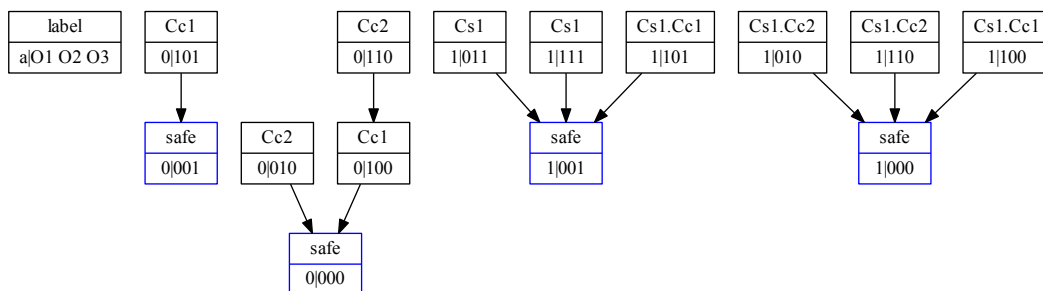 label
a|O1 O2 O3
Cc1
0|101
Cc2
0|110
Cs1
1|011
Cs1
1|111
Cs1.Cc1
1|101
Cs1.Cc2
1|010
Cs1.Cc2
1|110
Cs1.Cc1
1|100
safe
0|001
Cc2
0|010
Cc1
0|100
safe
1|001
safe
1|000
safe
0|000